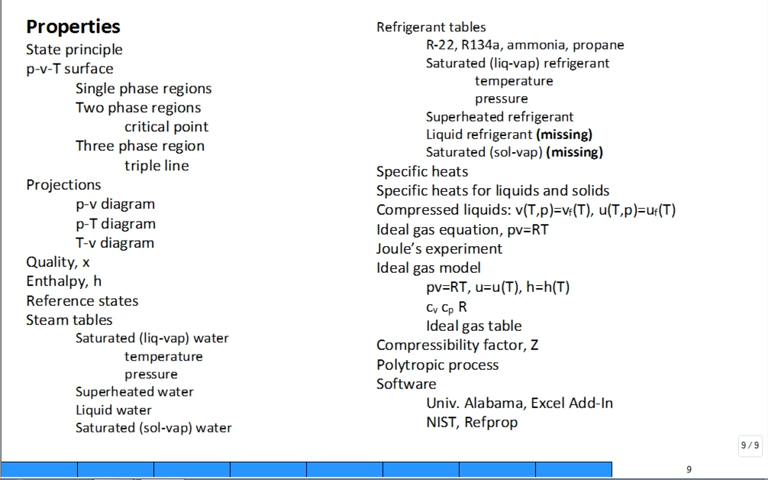 Properties
State principle
p-v-T surface
Single phase regions
Two phase regions
critical point
Three phase region
triple line
Projections
p-v diagram
p-T diagram
T-v diagram
Quality, x
Enthalpy, h
Reference states
Steam tables
Saturated (liq-vap) water
temperature
pressure
Superheated water
Liquid water
Saturated (sol-vap) water
Refrigerant tables
R-22, R134a, ammonia, propane
Saturated (liq-vap) refrigerant
temperature
pressure
Superheated refrigerant
Liquid refrigerant (missing)
Saturated (sol-vap) (missing)
Specific heats
Specific heats for liquids and solids
Compressed liquids: v(T,p)=vf(T), u(T,p)=uf(T)
Ideal gas equation, pv=RT
Joule's experiment
Ideal gas model
pv=RT, u=u(T), h=h(T)
cv cp R
Ideal gas table
Compressibility factor, Z
Polytropic process
Software
Univ. Alabama, Excel Add-In
NIST, Refprop
9/9
9